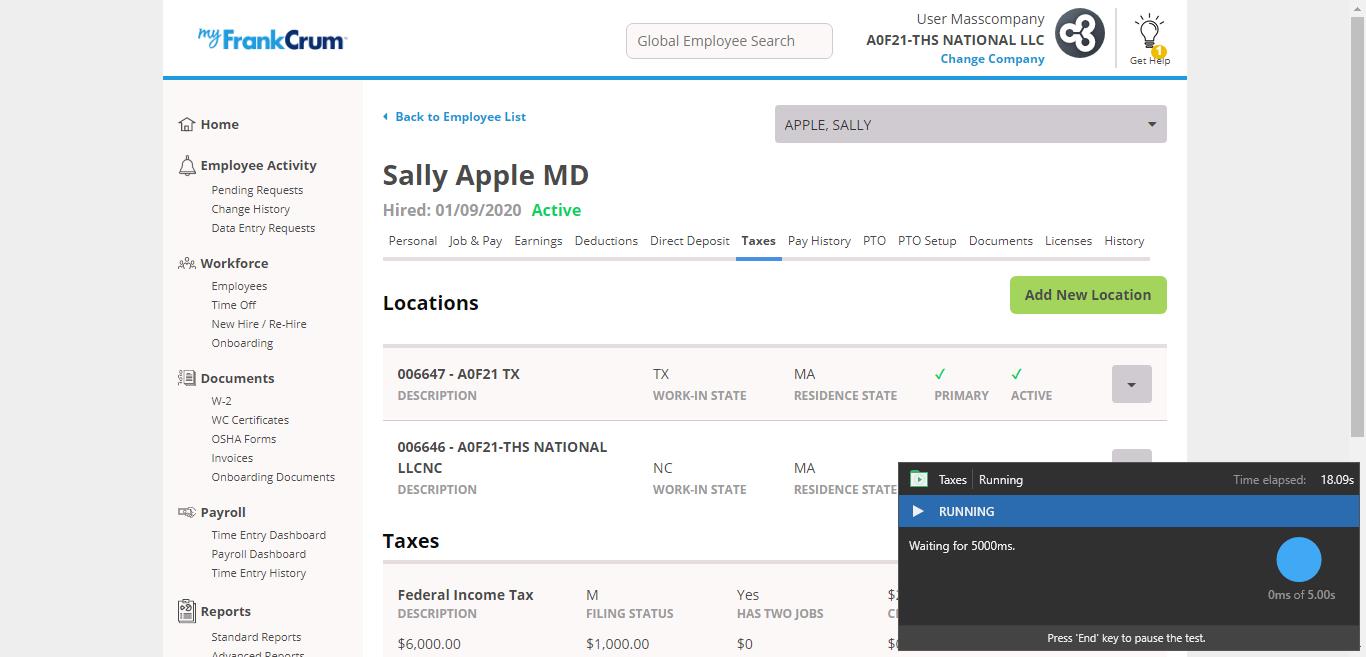 myFrankCrum
Global Employee Search
User Masscompany
A0F21-THS NATIONAL LLC
Change Company
1
Get Help
Home
Employee Activity
Pending Requests
Change History
Data Entry Requests
Workforce
Employees
Time Off
New Hire / Re-Hire
Onboarding
Documents
W-2
WC Certificates
OSHA Forms
Invoices
Onboarding Documents
Payroll
Time Entry Dashboard
Payroll Dashboard
Time Entry History
Reports
Standard Reports
Advanced Reports
Back to Employee List
APPLE, SALLY
Sally Apple MD
Hired: 01/09/2020 Active
Personal Job & Pay Earnings Deductions Direct Deposit Taxes Pay History PTO PTO Setup Documents Licenses History
Locations
Add New Location
006647 - A0F21 TX TX MA
DESCRIPTION WORK-IN STATE RESIDENCE STATE PRIMARY ACTIVE
006646 - A0F21-THS NATIONAL
LLCNC NC MA
DESCRIPTION WORK-IN STATE RESIDENCE STATE
Taxes
Federal Income Tax M Yes
DESCRIPTION FILING STATUS HAS TWO JOBS
$6,000.00 $1,000.00 $0
Taxes Running Time elapsed: 18.09s
RUNNING
Waiting for 5000ms.
0ms of 5.00s
Press 'End' key to pause the test.